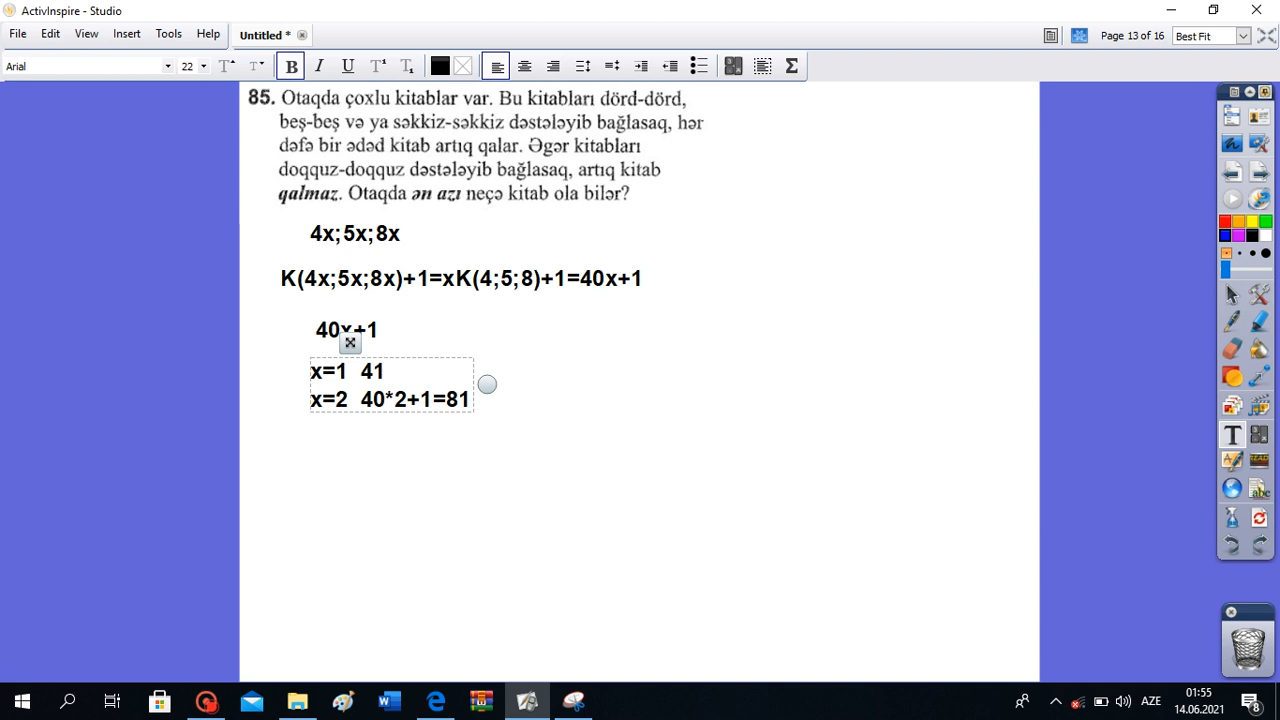 ActivInspire - Studio
File Edit View Insert Tools Help Untitled * Page 13 of 16 Best Fit
Arial 22 T T B I U T¹ T₁ Σ
85. Otaqda çoxlu kitablar var. Bu kitabları dörd-dörd,
beş-beş və ya səkkiz-səkkiz dəstələyib bağlasaq, hər
dəfə bir ədəd kitab artıq qalar. Əgər kitabları
doqquz-doqquz dəstələyib bağlasaq, artıq kitab
qalmaz. Otaqda ən azı neçə kitab ola bilər?
4x;5x;8x
K(4x;5x;8x)+1=xK(4;5;8)+1=40x+1
40x+1
x=1 41
x=2 40*2+1=81
AZE 01:55
14.06.2021 8